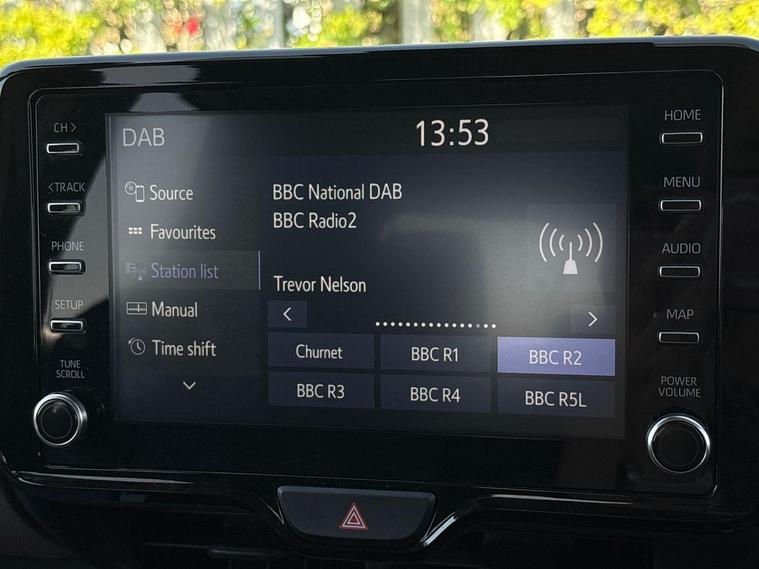 DAB
13:53
CH >
< TRACK
PHONE
SETUP
TUNE
SCROLL
Source
Favourites
Station list
Manual
Time shift
BBC National DAB
BBC Radio2
Trevor Nelson
Churnet
BBC R1
BBC R2
BBC R3
BBC R4
BBC R5L
HOME
MENU
AUDIO
MAP
POWER
VOLUME